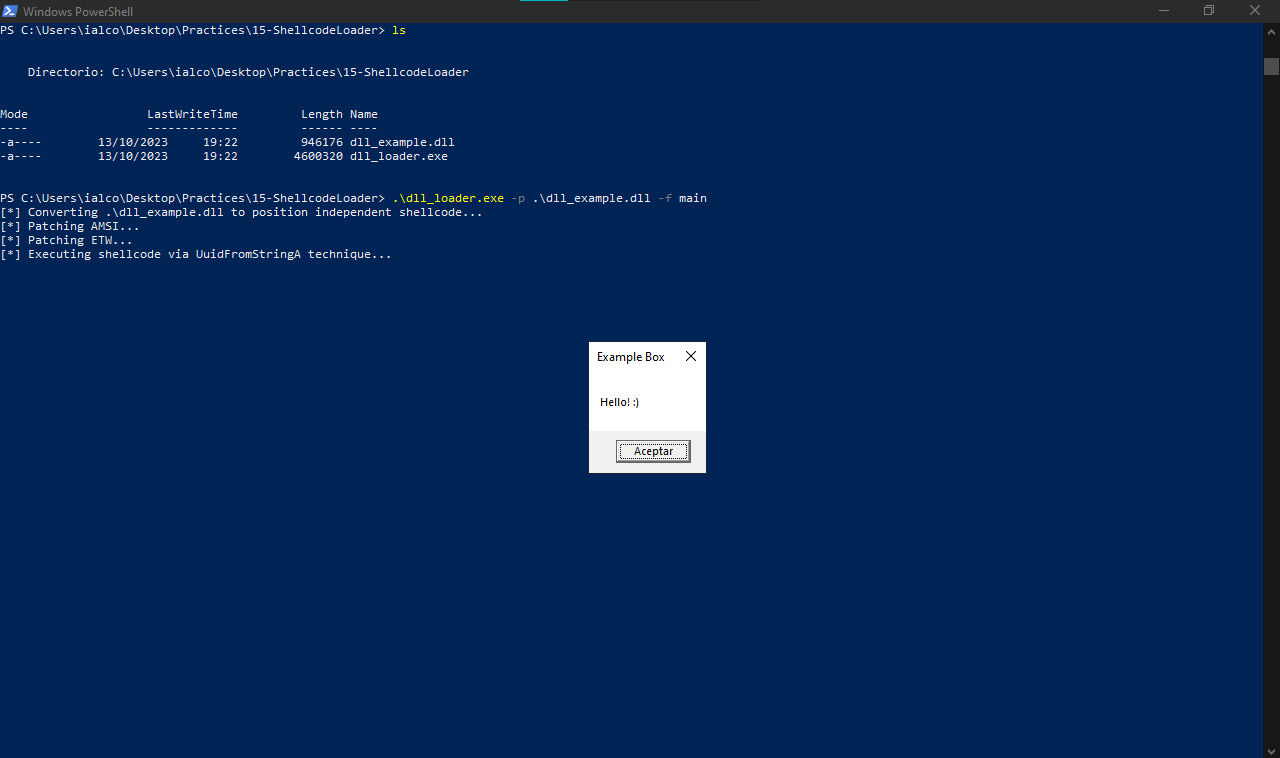 Windows PowerShell
PS C:\Users\ialco\Desktop\Practices\15-ShellcodeLoader> ls
Directorio: C:\Users\ialco\Desktop\Practices\15-ShellcodeLoader
Mode                 LastWriteTime         Length Name
----                 -------------         ------ ----
-a----        13/10/2023     19:22         946176 dll_example.dll
-a----        13/10/2023     19:22        4600320 dll_loader.exe
PS C:\Users\ialco\Desktop\Practices\15-ShellcodeLoader> .\dll_loader.exe -p .\dll_example.dll -f main
[*] Converting .\dll_example.dll to position independent shellcode...
[*] Patching AMSI...
[*] Patching ETW...
[*] Executing shellcode via UuidFromStringA technique...
Example Box
Hello! :)
Aceptar